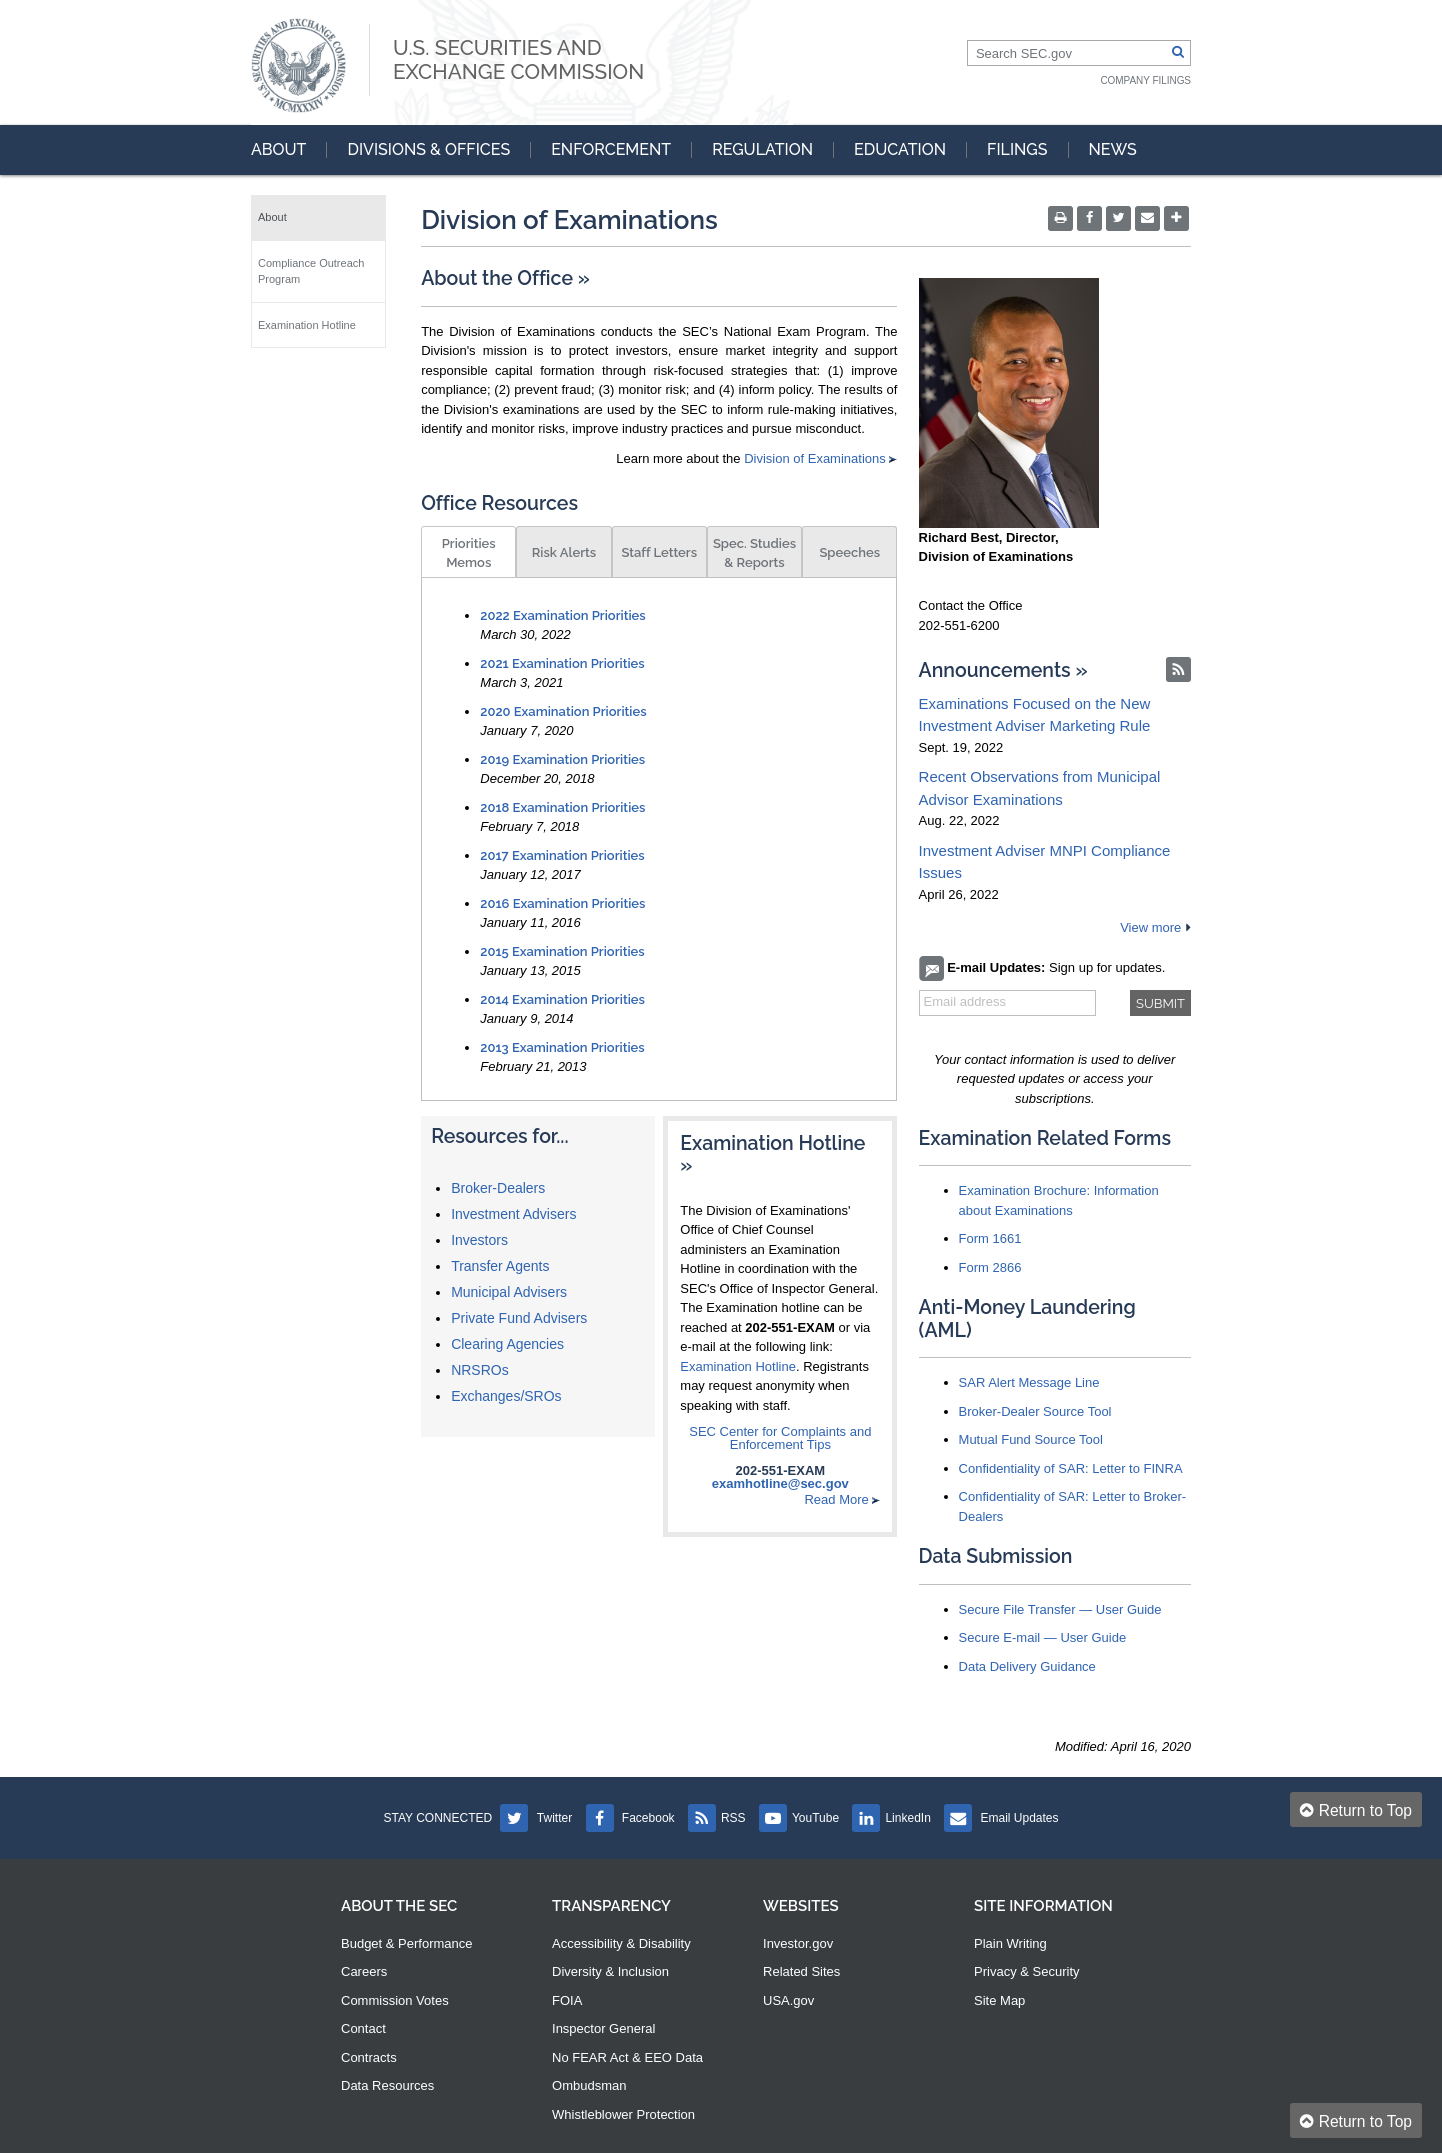 SECURITIES AND EXCHANGE COMMISSION
U.S.
MCMXXXIV
U.S. SECURITIES AND
EXCHANGE COMMISSION
Search SEC.gov
COMPANY FILINGS
ABOUT
DIVISIONS & OFFICES
ENFORCEMENT
REGULATION
EDUCATION
FILINGS
NEWS
About
Compliance Outreach
Program
Examination Hotline
Division of Examinations
About the Office »
The Division of Examinations conducts the SEC's National Exam Program. The
Division's mission is to protect investors, ensure market integrity and support
responsible capital formation through risk-focused strategies that: (1) improve
compliance; (2) prevent fraud; (3) monitor risk; and (4) inform policy. The results of
the Division's examinations are used by the SEC to inform rule-making initiatives,
identify and monitor risks, improve industry practices and pursue misconduct.
Learn more about the Division of Examinations
Office Resources
Priorities
Memos
Risk Alerts
Staff Letters
Spec. Studies
& Reports
Speeches
2022 Examination Priorities
March 30, 2022
2021 Examination Priorities
March 3, 2021
2020 Examination Priorities
January 7, 2020
2019 Examination Priorities
December 20, 2018
2018 Examination Priorities
February 7, 2018
2017 Examination Priorities
January 12, 2017
2016 Examination Priorities
January 11, 2016
2015 Examination Priorities
January 13, 2015
2014 Examination Priorities
January 9, 2014
2013 Examination Priorities
February 21, 2013
Resources for...
Broker-Dealers
Investment Advisers
Investors
Transfer Agents
Municipal Advisers
Private Fund Advisers
Clearing Agencies
NRSROs
Exchanges/SROs
Examination Hotline
»
The Division of Examinations'
Office of Chief Counsel
administers an Examination
Hotline in coordination with the
SEC's Office of Inspector General.
The Examination hotline can be
reached at 202-551-EXAM or via
e-mail at the following link:
Examination Hotline. Registrants
may request anonymity when
speaking with staff.
SEC Center for Complaints and
Enforcement Tips
202-551-EXAM
examhotline@sec.gov
Read More
Richard Best, Director,
Division of Examinations
Contact the Office
202-551-6200
Announcements »
Examinations Focused on the New
Investment Adviser Marketing Rule
Sept. 19, 2022
Recent Observations from Municipal
Advisor Examinations
Aug. 22, 2022
Investment Adviser MNPI Compliance
Issues
April 26, 2022
View more
E-mail Updates: Sign up for updates.
Email address
SUBMIT
Your contact information is used to deliver
requested updates or access your
subscriptions.
Examination Related Forms
Examination Brochure: Information
about Examinations
Form 1661
Form 2866
Anti-Money Laundering
(AML)
SAR Alert Message Line
Broker-Dealer Source Tool
Mutual Fund Source Tool
Confidentiality of SAR: Letter to FINRA
Confidentiality of SAR: Letter to Broker-
Dealers
Data Submission
Secure File Transfer — User Guide
Secure E-mail — User Guide
Data Delivery Guidance
Modified: April 16, 2020
STAY CONNECTED
Twitter
Facebook
RSS
YouTube
LinkedIn
Email Updates
Return to Top
ABOUT THE SEC
Budget & Performance
Careers
Commission Votes
Contact
Contracts
Data Resources
TRANSPARENCY
Accessibility & Disability
Diversity & Inclusion
FOIA
Inspector General
No FEAR Act & EEO Data
Ombudsman
Whistleblower Protection
WEBSITES
Investor.gov
Related Sites
USA.gov
SITE INFORMATION
Plain Writing
Privacy & Security
Site Map
Return to Top